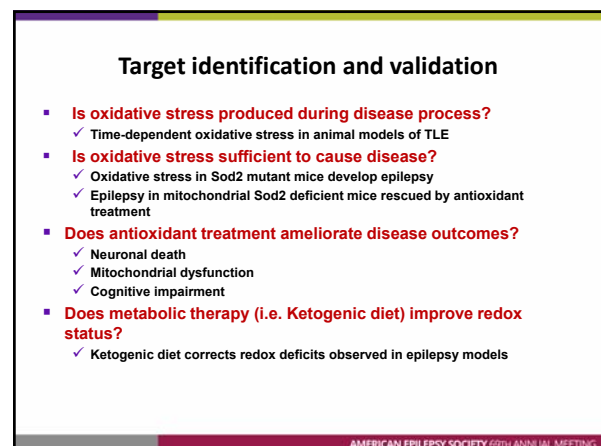 Target identification and validation
▪ Is oxidative stress produced during disease process?
✓ Time-dependent oxidative stress in animal models of TLE
▪ Is oxidative stress sufficient to cause disease?
✓ Oxidative stress in Sod2 mutant mice develop epilepsy
✓ Epilepsy in mitochondrial Sod2 deficient mice rescued by antioxidant
treatment
▪ Does antioxidant treatment ameliorate disease outcomes?
✓ Neuronal death
✓ Mitochondrial dysfunction
✓ Cognitive impairment
▪ Does metabolic therapy (i.e. Ketogenic diet) improve redox
status?
✓ Ketogenic diet corrects redox deficits observed in epilepsy models
AMERICAN EPILEPSY SOCIETY 69TH ANNUAL MEETING